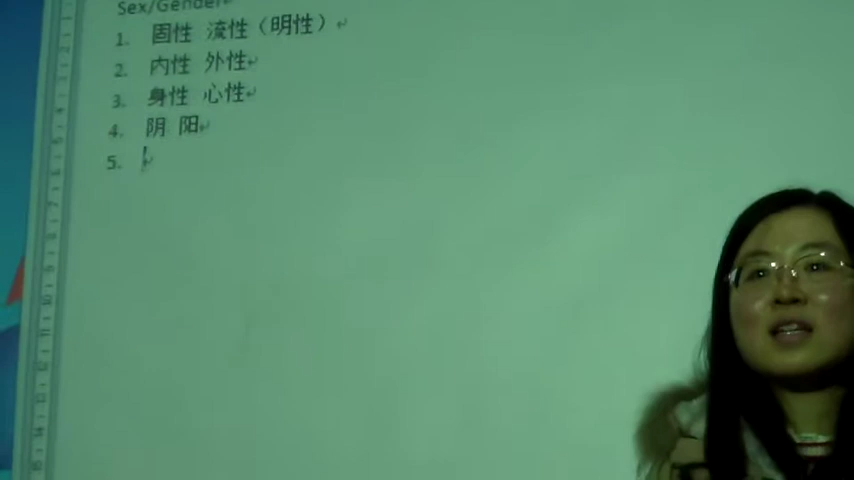 Sex/Gender
1. 固性 流性（明性）
2. 内性 外性
3. 身性 心性
4. 阴 阳
5.